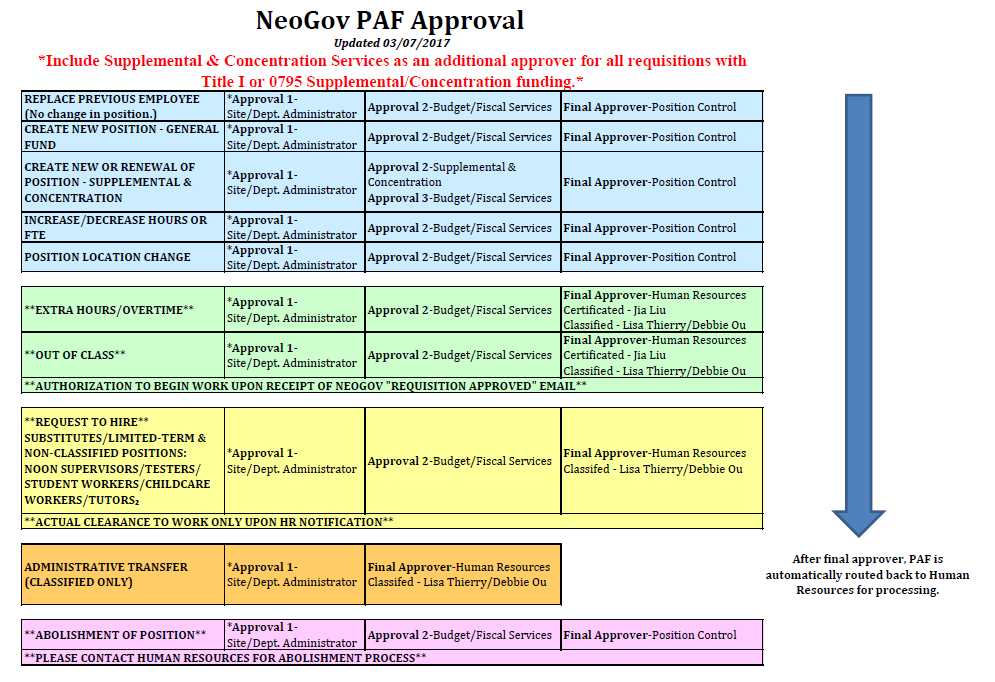 NeoGov PAF Approval
Updated 03/07/2017
*Include Supplemental & Concentration Services as an additional approver for all requisitions with
Title I or 0795 Supplemental/Concentration funding.*
REPLACE PREVIOUS EMPLOYEE
(No change in position.)
*Approval 1-
Site/Dept. Administrator
Approval 2-Budget/Fiscal Services
Final Approver-Position Control
CREATE NEW POSITION - GENERAL
FUND
*Approval 1-
Site/Dept. Administrator
Approval 2-Budget/Fiscal Services
Final Approver-Position Control
CREATE NEW OR RENEWAL OF
POSITION - SUPPLEMENTAL &
CONCENTRATION
*Approval 1-
Site/Dept. Administrator
Approval 2-Supplemental &
Concentration
Approval 3-Budget/Fiscal Services
Final Approver-Position Control
INCREASE/DECREASE HOURS OR
FTE
*Approval 1-
Site/Dept. Administrator
Approval 2-Budget/Fiscal Services
Final Approver-Position Control
POSITION LOCATION CHANGE
*Approval 1-
Site/Dept. Administrator
Approval 2-Budget/Fiscal Services
Final Approver-Position Control
**EXTRA HOURS/OVERTIME**
*Approval 1-
Site/Dept. Administrator
Approval 2-Budget/Fiscal Services
Final Approver-Human Resources
Certificated - Jia Liu
Classified - Lisa Thierry/Debbie Ou
**OUT OF CLASS**
*Approval 1-
Site/Dept. Administrator
Approval 2-Budget/Fiscal Services
Final Approver-Human Resources
Certificated - Jia Liu
Classified - Lisa Thierry/Debbie Ou
**AUTHORIZATION TO BEGIN WORK UPON RECEIPT OF NEOGOV "REQUISITION APPROVED" EMAIL**
**REQUEST TO HIRE**
SUBSTITUTES/LIMITED-TERM &
NON-CLASSIFIED POSITIONS:
NOON SUPERVISORS/TESTERS/
STUDENT WORKERS/CHILDCARE
WORKERS/TUTORS₂
*Approval 1-
Site/Dept. Administrator
Approval 2-Budget/Fiscal Services
Final Approver-Human Resources
Classifed - Lisa Thierry/Debbie Ou
**ACTUAL CLEARANCE TO WORK ONLY UPON HR NOTIFICATION**
ADMINISTRATIVE TRANSFER
(CLASSIFIED ONLY)
*Approval 1-
Site/Dept. Administrator
Final Approver-Human Resources
Classifed - Lisa Thierry/Debbie Ou
After final approver, PAF is
automatically routed back to Human
Resources for processing.
**ABOLISHMENT OF POSITION**
*Approval 1-
Site/Dept. Administrator
Approval 2-Budget/Fiscal Services
Final Approver-Position Control
**PLEASE CONTACT HUMAN RESOURCES FOR ABOLISHMENT PROCESS**